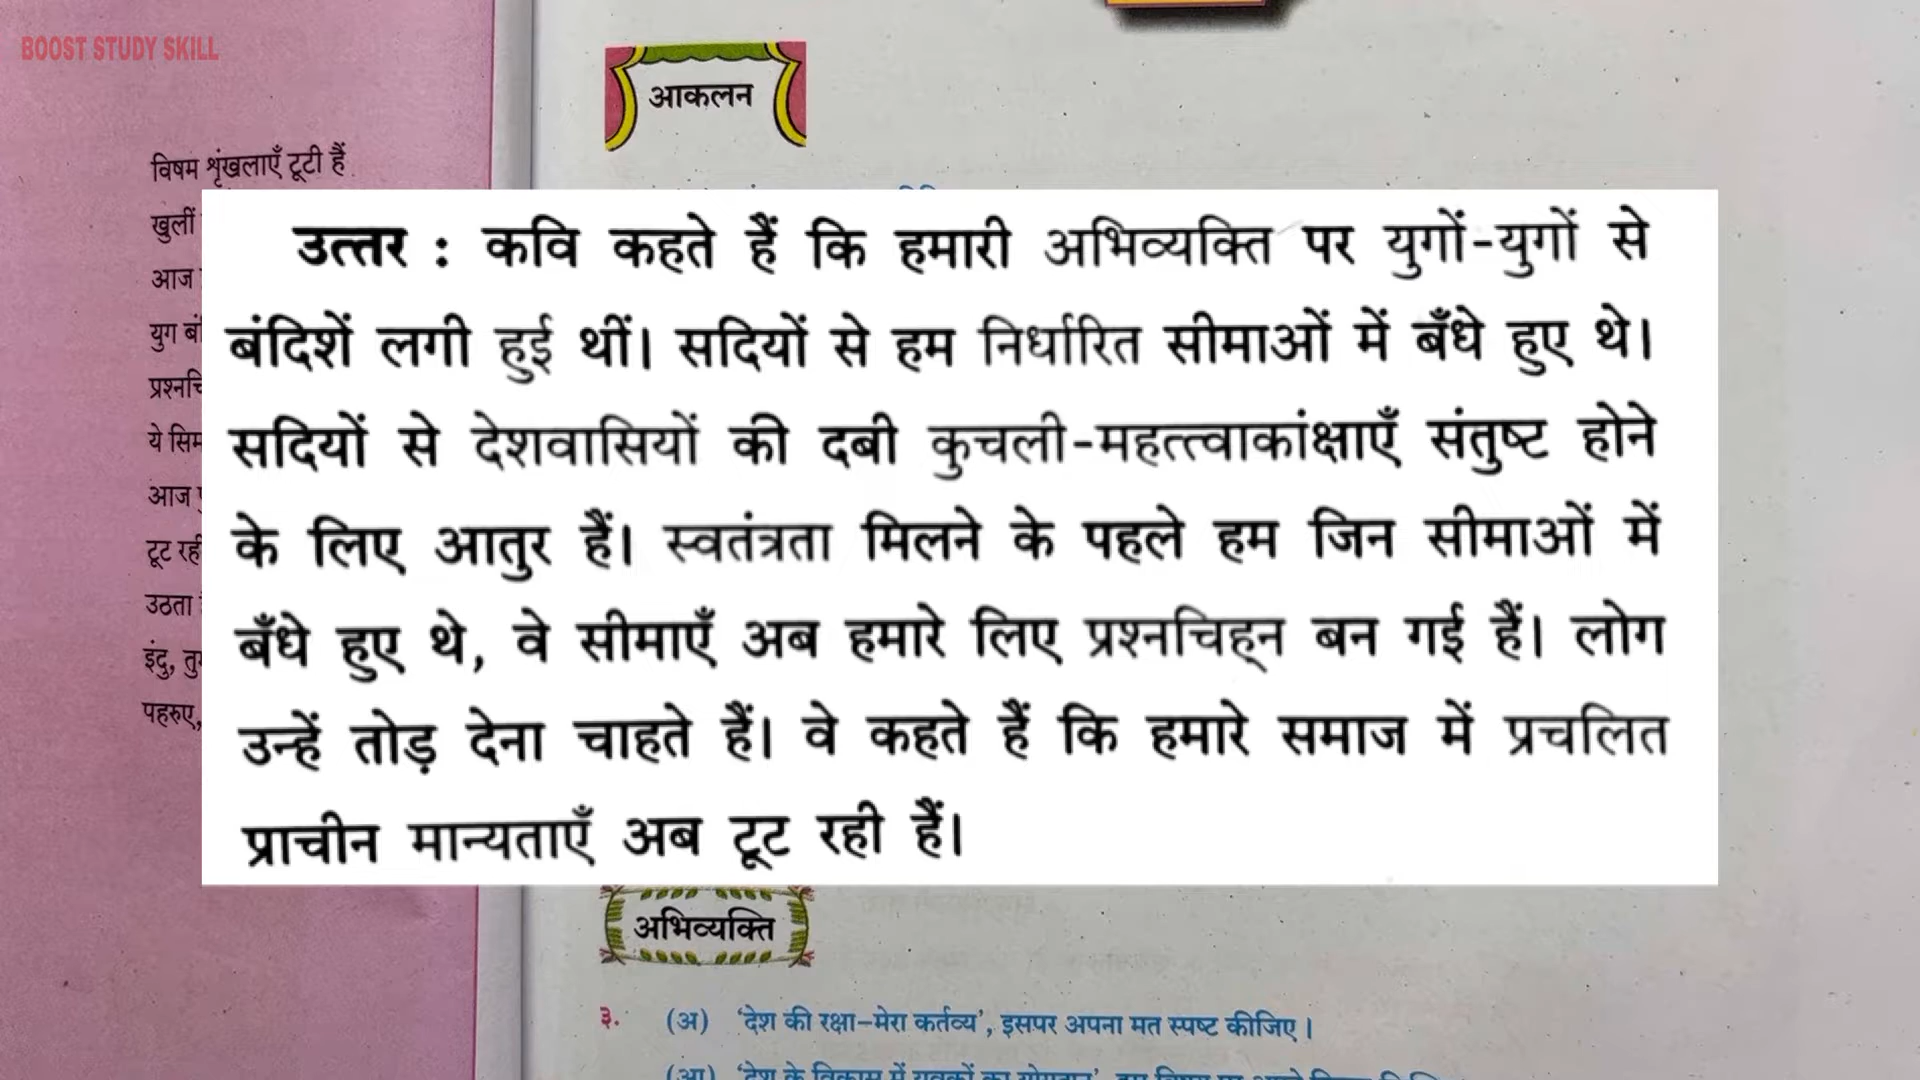 BOOST STUDY SKILL
आकलन
विषम शृंखलाएँ टूटी हैं
खुलीं
आज
युग
ये
आज
टूट
उठता
इंदु,
पहरुए,
उत्तर : कवि कहते हैं कि हमारी अभिव्यक्ति पर युगों-युगों से
बंदिशें लगी हुई थीं। सदियों से हम निर्धारित सीमाओं में बँधे हुए थे।
सदियों से देशवासियों की दबी कुचली-महत्त्वाकांक्षाएँ संतुष्ट होने
के लिए आतुर हैं। स्वतंत्रता मिलने के पहले हम जिन सीमाओं में
बँधे हुए थे, वे सीमाएँ अब हमारे लिए प्रश्नचिह्न बन गई हैं। लोग
उन्हें तोड़ देना चाहते हैं। वे कहते हैं कि हमारे समाज में प्रचलित
प्राचीन मान्यताएँ अब टूट रही हैं।
अभिव्यक्ति
३. (अ) ‘देश की रक्षा–मेरा कर्तव्य’, इसपर अपना मत स्पष्ट कीजिए।
(आ) ‘देश के विकास में युवकों का योगदान’,